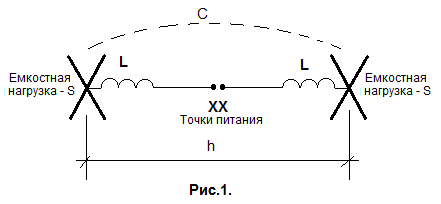 C
L
L
Емкостная
нагрузка - S
XX
Точки питания
Емкостная
нагрузка - S
h
Рис.1.